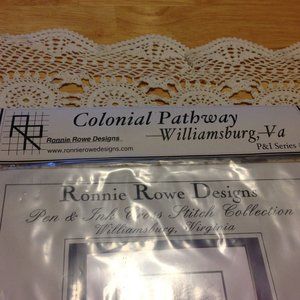 Colonial Pathway
Williamsburg, Va
P&I Series
RR
Ronnie Rowe Designs
www.ronnierowedesigns.com
Ronnie Rowe Designs
Pen & Ink Cross Stitch Collection
Williamsburg, Virginia